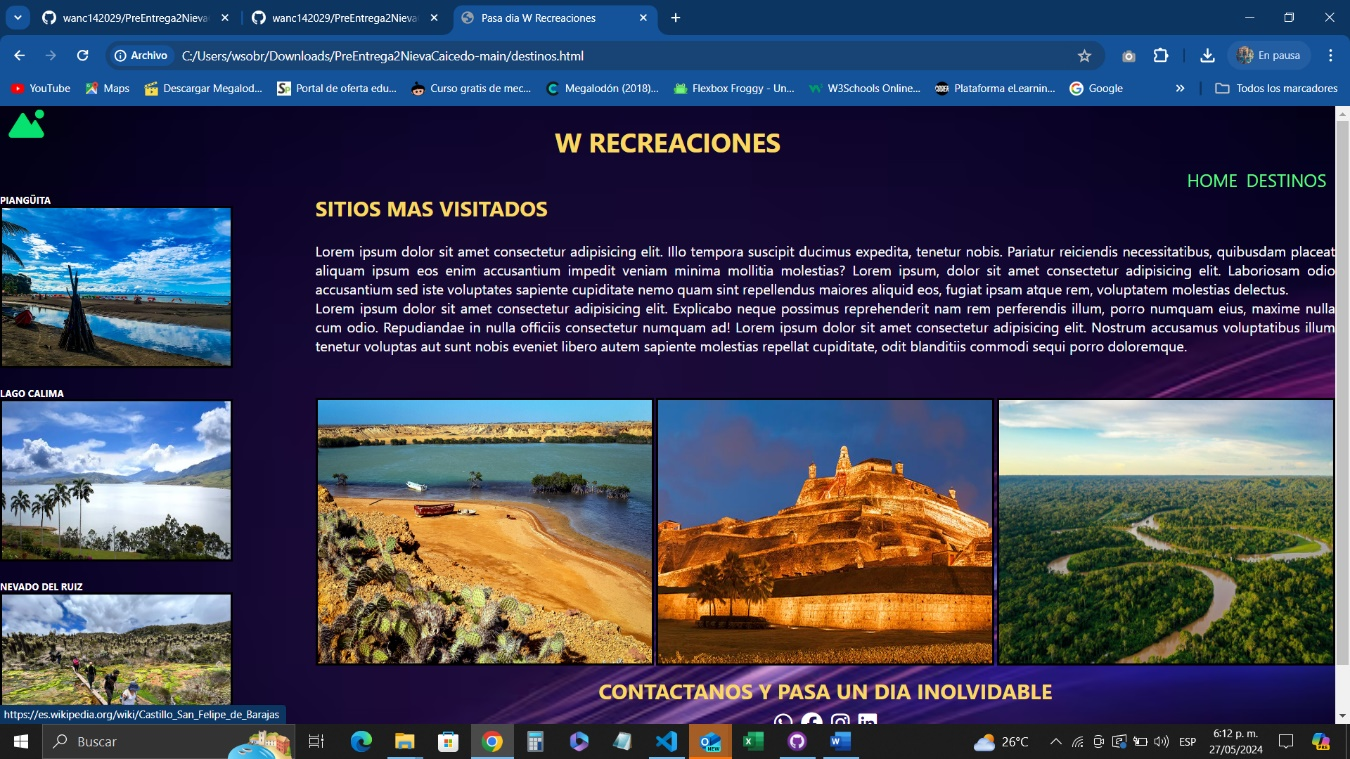 wanc142029/PreEntrega2Nieva
wanc142029/PreEntrega2Nieva
Pasa dia W Recreaciones
Archivo
C:/Users/wsobr/Downloads/PreEntrega2NievaCaicedo-main/destinos.html
En pausa
YouTube
Maps
Descargar Megalod...
Portal de oferta edu...
Curso gratis de mec...
Megalodón (2018)...
Flexbox Froggy - Un...
W3Schools Online...
Plataforma eLearnin...
Google
Todos los marcadores
W RECREACIONES
HOME DESTINOS
PIANGÜITA
LAGO CALIMA
NEVADO DEL RUIZ
SITIOS MAS VISITADOS
Lorem ipsum dolor sit amet consectetur adipisicing elit. Illo tempora suscipit ducimus expedita, tenetur nobis. Pariatur reiciendis necessitatibus, quibusdam placeat
aliquam ipsum eos enim accusantium impedit veniam minima mollitia molestias? Lorem ipsum, dolor sit amet consectetur adipisicing elit. Laboriosam odio
accusantium sed iste voluptates sapiente cupiditate nemo quam sint repellendus maiores aliquid eos, fugiat ipsam atque rem, voluptatem molestias delectus.
Lorem ipsum dolor sit amet consectetur adipisicing elit. Explicabo neque possimus reprehenderit nam rem perferendis illum, porro numquam eius, maxime nulla
cum odio. Repudiandae in nulla officiis consectetur numquam ad! Lorem ipsum dolor sit amet consectetur adipisicing elit. Nostrum accusamus voluptatibus illum
tenetur voluptas aut sunt nobis eveniet libero autem sapiente molestias repellat cupiditate, odit blanditiis commodi sequi porro doloremque.
CONTACTANOS Y PASA UN DIA INOLVIDABLE
https://es.wikipedia.org/wiki/Castillo_San_Felipe_de_Barajas
Buscar
26°C
ESP
6:12 p. m.
27/05/2024